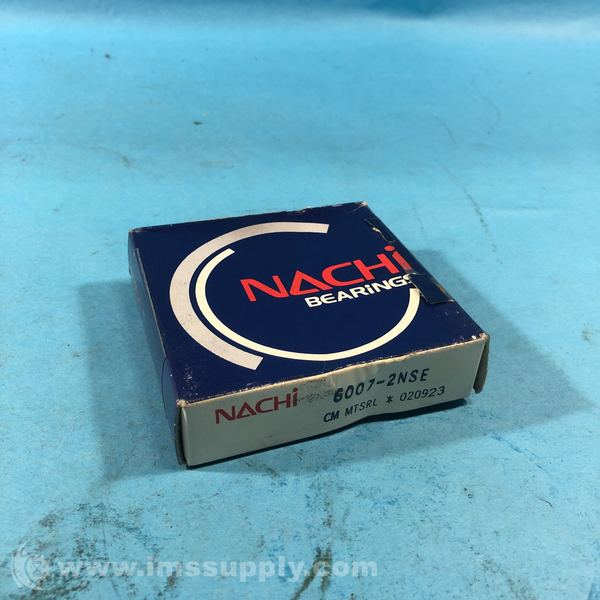 NACHi
BEARiNGS
NACHi 6007-2NSE
CM MTSRL * 020923
www.imssupply.com